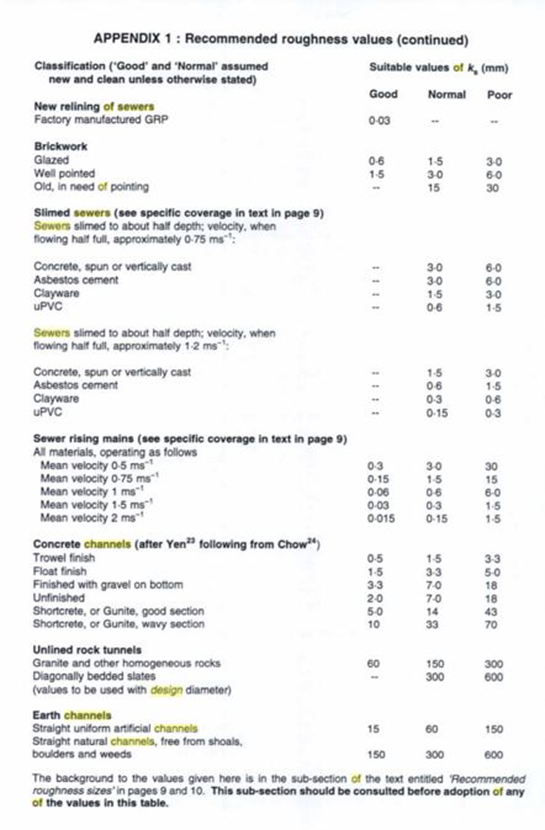 APPENDIX 1 : Recommended roughness values (continued)
Classification ('Good' and 'Normal' assumed Suitable values of kₛ (mm)
new and clean unless otherwise stated)
Good Normal Poor
New relining of sewers
Factory manufactured GRP 0·03 -- --
Brickwork
Glazed 0·6 1·5 3·0
Well pointed 1·5 3·0 6·0
Old, in need of pointing -- 15 30
Slimed sewers (see specific coverage in text in page 9)
Sewers slimed to about half depth; velocity, when
flowing half full, approximately 0·75 ms⁻¹:
Concrete, spun or vertically cast -- 3·0 6·0
Asbestos cement -- 3·0 6·0
Clayware -- 1·5 3·0
uPVC -- 0·6 1·5
Sewers slimed to about half depth; velocity, when
flowing half full, approximately 1·2 ms⁻¹:
Concrete, spun or vertically cast -- 1·5 3·0
Asbestos cement -- 0·6 1·5
Clayware -- 0·3 0·6
uPVC -- 0·15 0·3
Sewer rising mains (see specific coverage in text in page 9)
All materials, operating as follows
Mean velocity 0·5 ms⁻¹ 0·3 3·0 30
Mean velocity 0·75 ms⁻¹ 0·15 1·5 15
Mean velocity 1 ms⁻¹ 0·06 0·6 6·0
Mean velocity 1·5 ms⁻¹ 0·03 0·3 1·5
Mean velocity 2 ms⁻¹ 0·015 0·15 1·5
Concrete channels (after Yen²³ following from Chow²⁴)
Trowel finish 0·5 1·5 3·3
Float finish 1·5 3·3 5·0
Finished with gravel on bottom 3·3 7·0 18
Unfinished 2·0 7·0 18
Shortcrete, or Gunite, good section 5·0 14 43
Shortcrete, or Gunite, wavy section 10 33 70
Unlined rock tunnels
Granite and other homogeneous rocks 60 150 300
Diagonally bedded slates -- 300 600
(values to be used with design diameter)
Earth channels
Straight uniform artificial channels 15 60 150
Straight natural channels, free from shoals,
boulders and weeds 150 300 600
The background to the values given here is in the sub-section of the text entitled 'Recommended
roughness sizes' in pages 9 and 10. This sub-section should be consulted before adoption of any
of the values in this table.